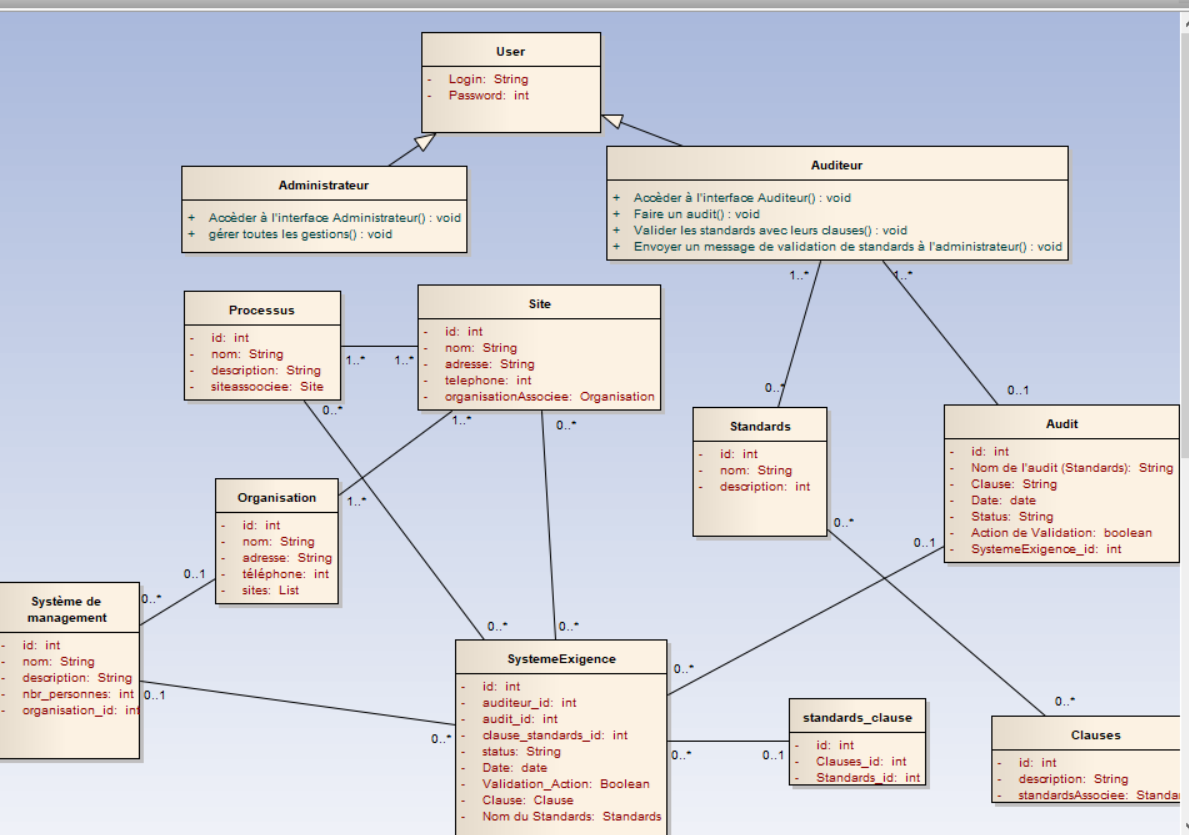 User
- Login: String
- Password: int
Administrateur
+ Accèder à l'interface Administrateur() : void
+ gérer toutes les gestions() : void
Auditeur
+ Accèder à l'interface Auditeur() : void
+ Faire un audit() : void
+ Valider les standards avec leurs clauses() : void
+ Envoyer un message de validation de standards à l'administrateur() : void
1..*
1..*
Processus
- id: int
- nom: String
- description: String
- siteassoociee: Site
1..*
1..*
0..*
Site
- id: int
- nom: String
- adresse: String
- telephone: int
- organisationAssociee: Organisation
1..*
0..*
0..*
0..1
Standards
- id: int
- nom: String
- description: int
0..*
Audit
- id: int
- Nom de l'audit (Standards): String
- Clause: String
- Date: date
- Status: String
- Action de Validation: boolean
- SystemeExigence_id: int
0..1
Organisation
- id: int
- nom: String
- adresse: String
- téléphone: int
- sites: List
1..*
0..1
0..*
Système de
management
- id: int
- nom: String
- description: String
- nbr_personnes: int
- organisation_id: int
0..1
0..*
0..*
0..*
0..*
SystemeExigence
- id: int
- auditeur_id: int
- audit_id: int
- clause_standards_id: int
- status: String
- Date: date
- Validation_Action: Boolean
- Clause: Clause
- Nom du Standards: Standards
0..*
0..1
standards_clause
- id: int
- Clauses_id: int
- Standards_id: int
0..*
Clauses
- id: int
- description: String
- standardsAssociee: Standa